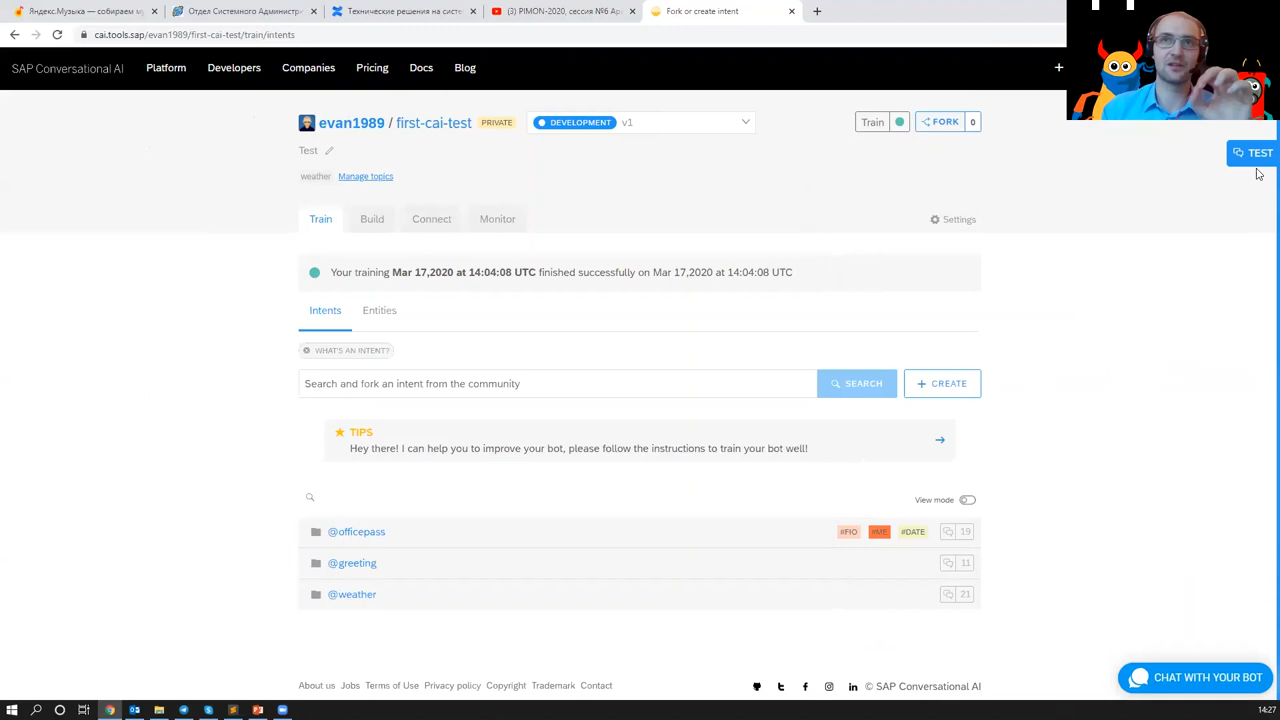 Яндекс.Музыка — собираем м
Отдел Системного Администр
Технические решения на систе
(3) PIMON-2020, сессия №6 Ар
Fork or create intent
cai.tools.sap/evan1989/first-cai-test/train/intents
SAP Conversational AI
Platform
Developers
Companies
Pricing
Docs
Blog
evan1989 / first-cai-test
PRIVATE
DEVELOPMENT v1
Train
FORK 0
Test
TEST
weather
Manage topics
Train
Build
Connect
Monitor
Settings
Your training Mar 17,2020 at 14:04:08 UTC finished successfully on Mar 17,2020 at 14:04:08 UTC
Intents
Entities
WHAT'S AN INTENT?
Search and fork an intent from the community
SEARCH
+ CREATE
TIPS
Hey there! I can help you to improve your bot, please follow the instructions to train your bot well!
View mode
@officepass
#FIO
#ME
#DATE
19
@greeting
11
@weather
21
CHAT WITH YOUR BOT
About us
Jobs
Terms of Use
Privacy policy
Copyright
Trademark
Contact
© SAP Conversational AI
14:27